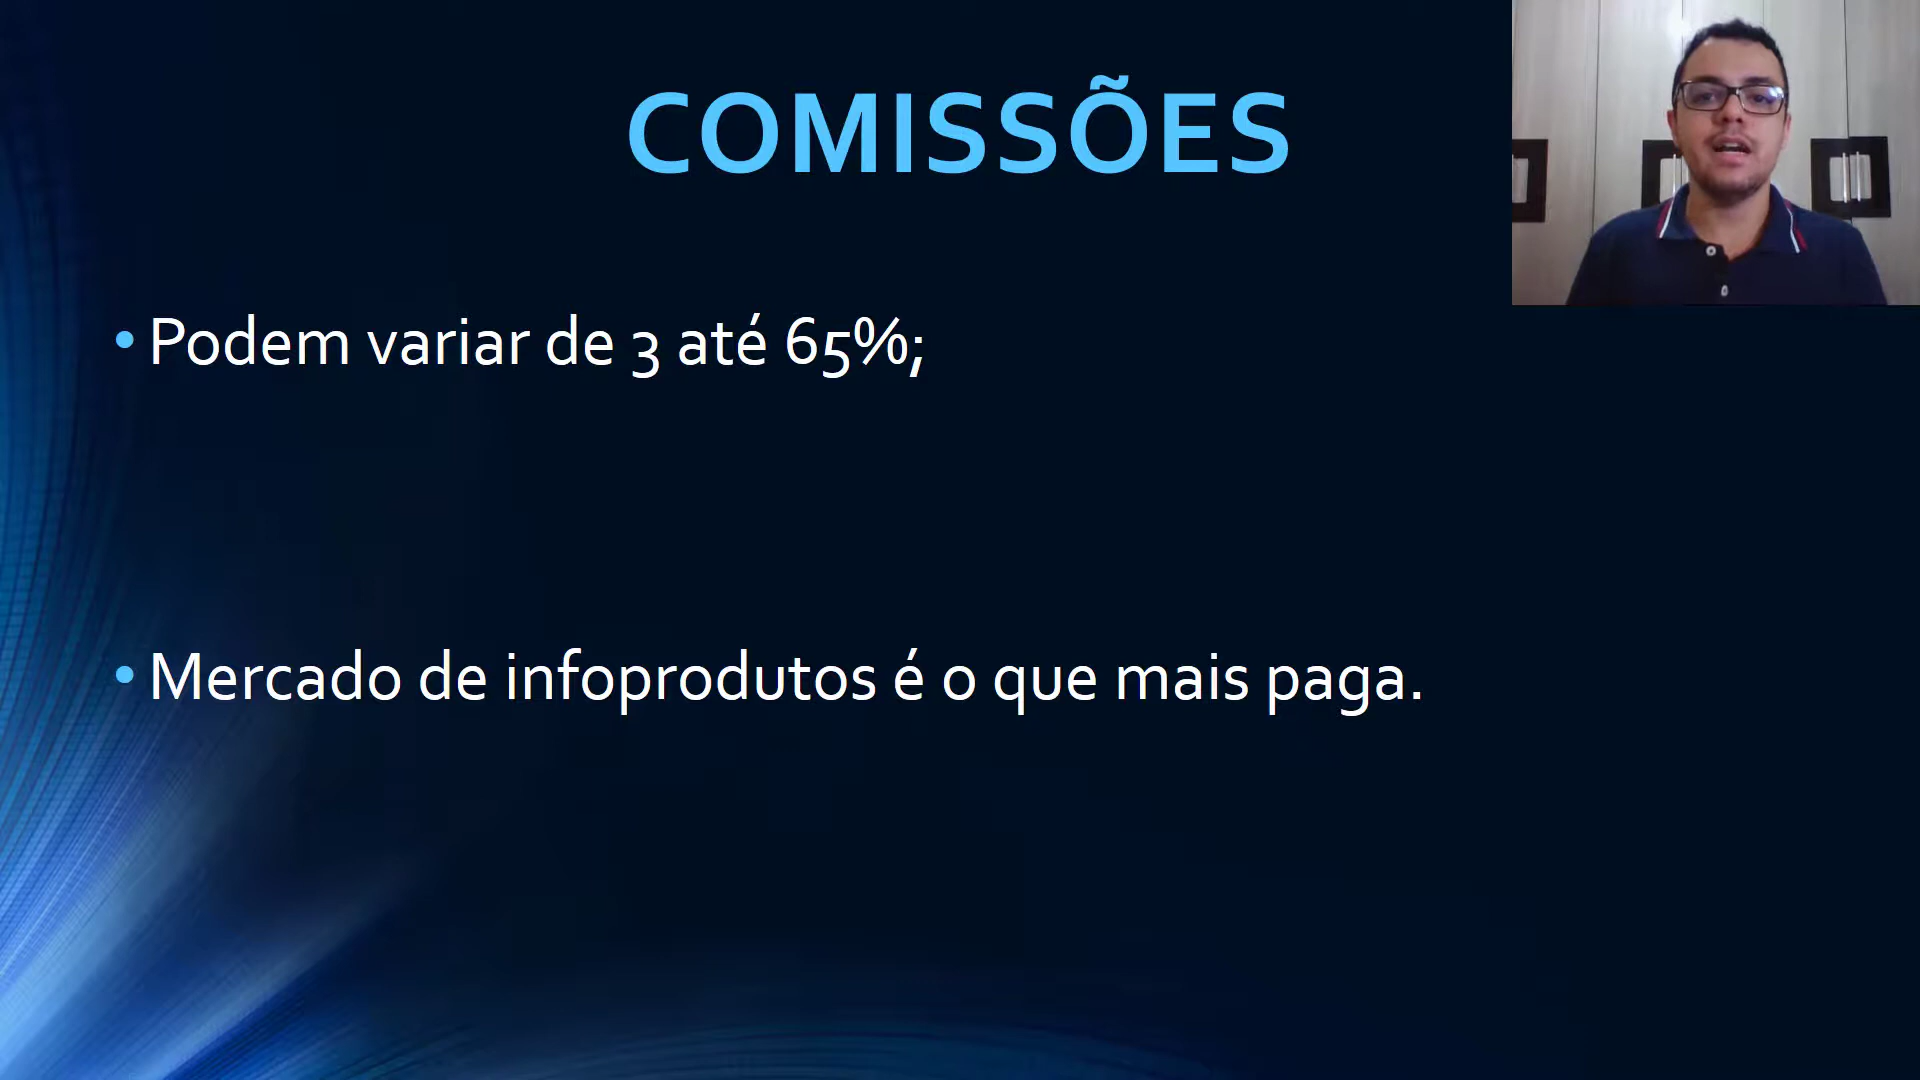 COMISSÕES
• Podem variar de 3 até 65%;
• Mercado de infoprodutos é o que mais paga.